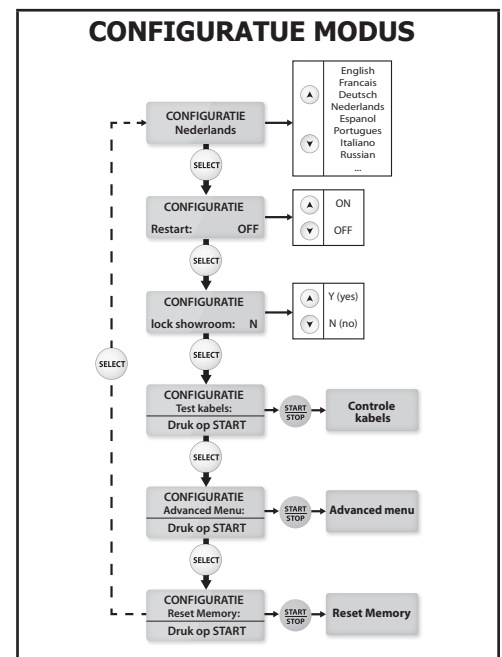 CONFIGURATUE MODUS
CONFIGURATIE
Nederlands
English
Francais
Deutsch
Nederlands
Espanol
Portugues
Italiano
Russian
...
SELECT
CONFIGURATIE
Restart: OFF
ON
OFF
SELECT
CONFIGURATIE
lock showroom: N
Y (yes)
N (no)
SELECT
SELECT
CONFIGURATIE
Test kabels:
Druk op START
START
STOP
Controle
kabels
SELECT
CONFIGURATIE
Advanced Menu:
Druk op START
START
STOP
Advanced menu
SELECT
CONFIGURATIE
Reset Memory:
Druk op START
START
STOP
Reset Memory